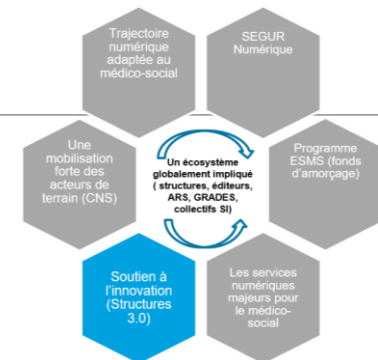 Trajectoire
numérique
adaptée au
médico-social
SEGUR
Numérique
Une
mobilisation
forte des
acteurs de
terrain (CNS)
Un écosystème
globalement impliqué
( structures, éditeurs,
ARS, GRADES,
collectifs SI)
Programme
ESMS (fonds
d'amorçage)
Soutien à
l'innovation
(Structures
3.0)
Les services
numériques
majeurs pour
le médico-
social